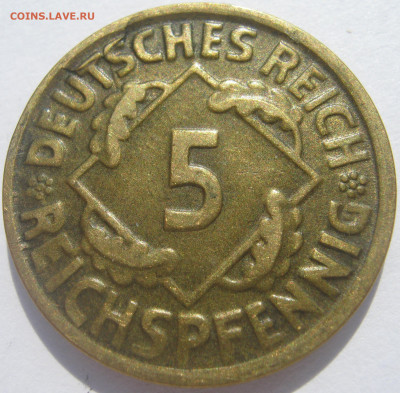 COINS.LAVE.RU
DEUTSCHES REICH
5
REICHSPFENNIG